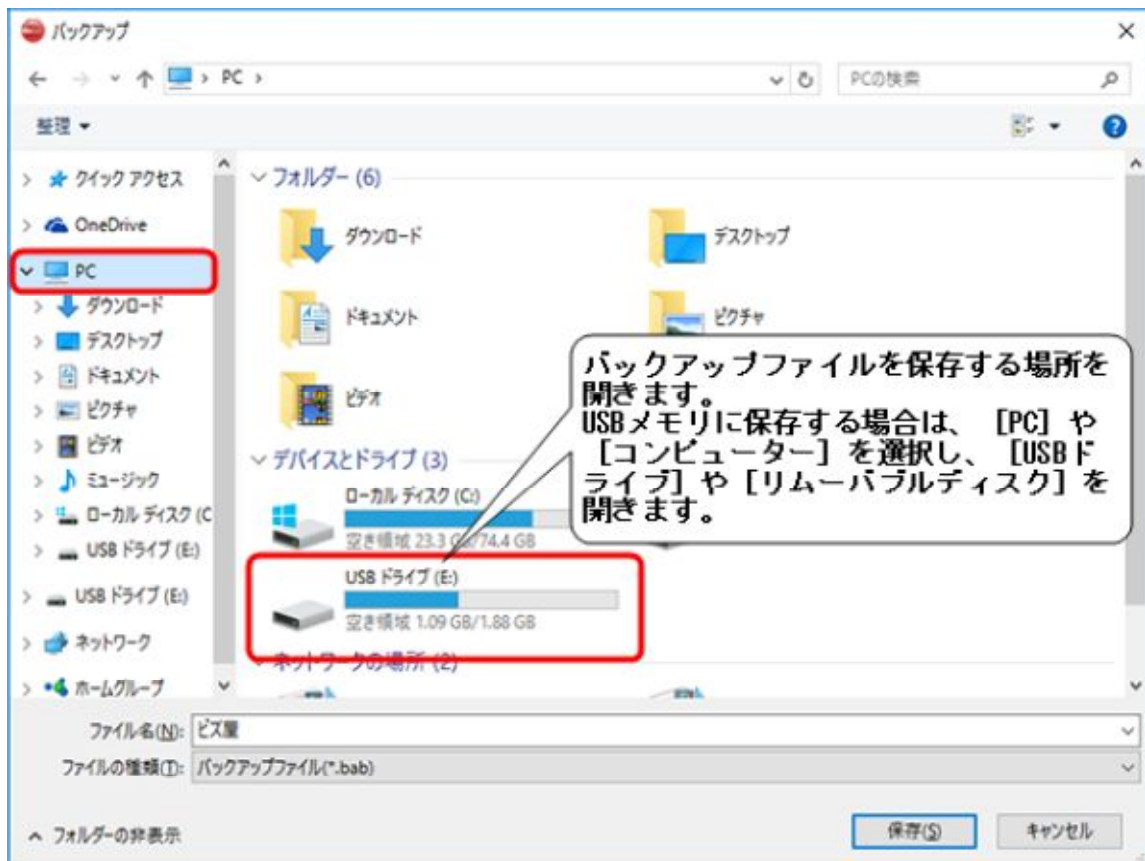 バックアップ
PC
PCの検索
整理
クイック アクセス
OneDrive
PC
ダウンロード
デスクトップ
ドキュメント
ピクチャ
ビデオ
ミュージック
ローカル ディスク (C
USB ドライブ (E:)
USB ドライブ (E:)
ネットワーク
ホームグループ
フォルダー (6)
ダウンロード
デスクトップ
ドキュメント
ピクチャ
ビデオ
バックアップファイルを保存する場所を
開きます。
USBメモリに保存する場合は、[PC] や
[コンピューター] を選択し、[USBド
ライブ] や [リムーバブルディスク] を
開きます。
デバイスとドライブ (3)
ローカル ディスク (C:)
空き領域 23.3 GB/74.4 GB
USB ドライブ (E:)
空き領域 1.09 GB/1.88 GB
ネットワークの場所 (2)
ファイル名(N): ビズ屋
ファイルの種類(T): バックアップファイル(*.bab)
フォルダーの非表示
保存(S)
キャンセル